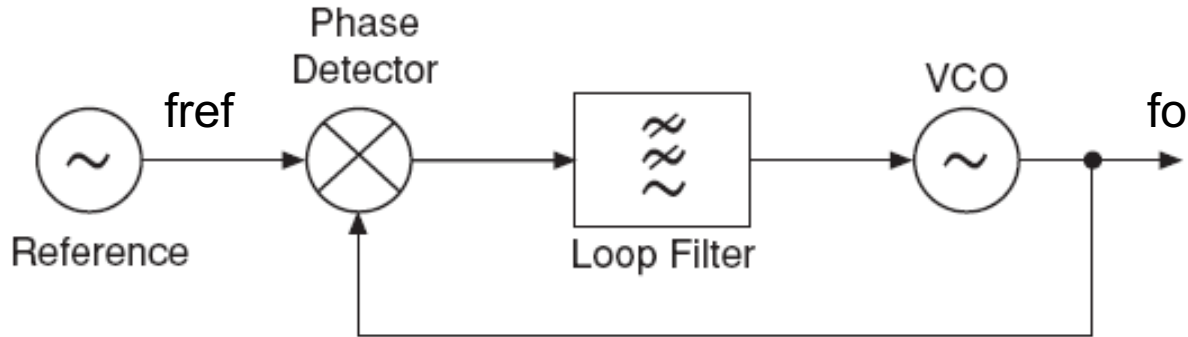 Phase
Detector
VCO
fref
fo
Reference
Loop Filter